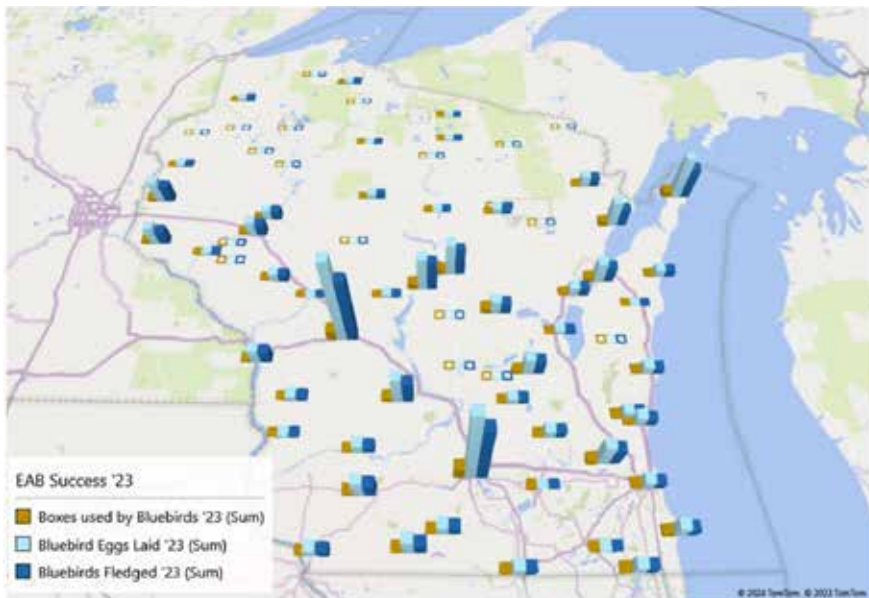 EAB Success '23
Boxes used by Bluebirds '23 (Sum)
Bluebird Eggs Laid '23 (Sum)
Bluebirds Fledged '23 (Sum)
© 2024 TomTom, © 2023 TomTom